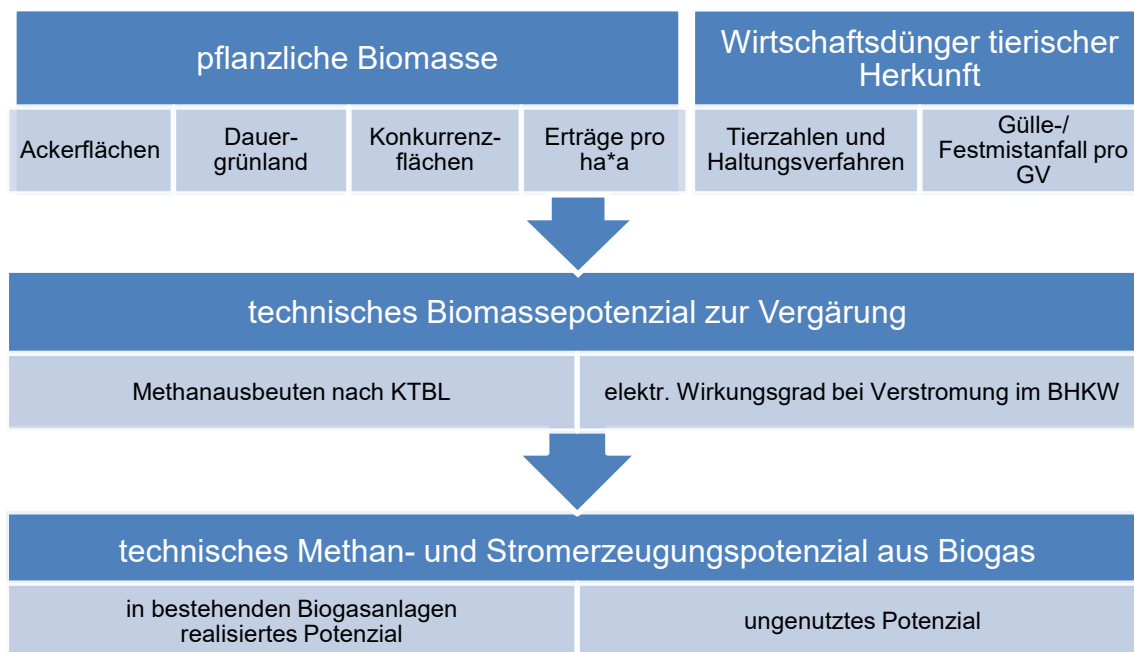 pflanzliche Biomasse
Wirtschaftsdünger tierischer
Herkunft
Ackerflächen
Dauer-
grünland
Konkurrenz-
flächen
Erträge pro
ha*a
Tierzahlen und
Haltungsverfahren
Gülle-/
Festmistanfall pro
GV
technisches Biomassepotenzial zur Vergärung
Methanausbeuten nach KTBL
elektr. Wirkungsgrad bei Verstromung im BHKW
technisches Methan- und Stromerzeugungspotenzial aus Biogas
in bestehenden Biogasanlagen
realisiertes Potenzial
ungenutztes Potenzial